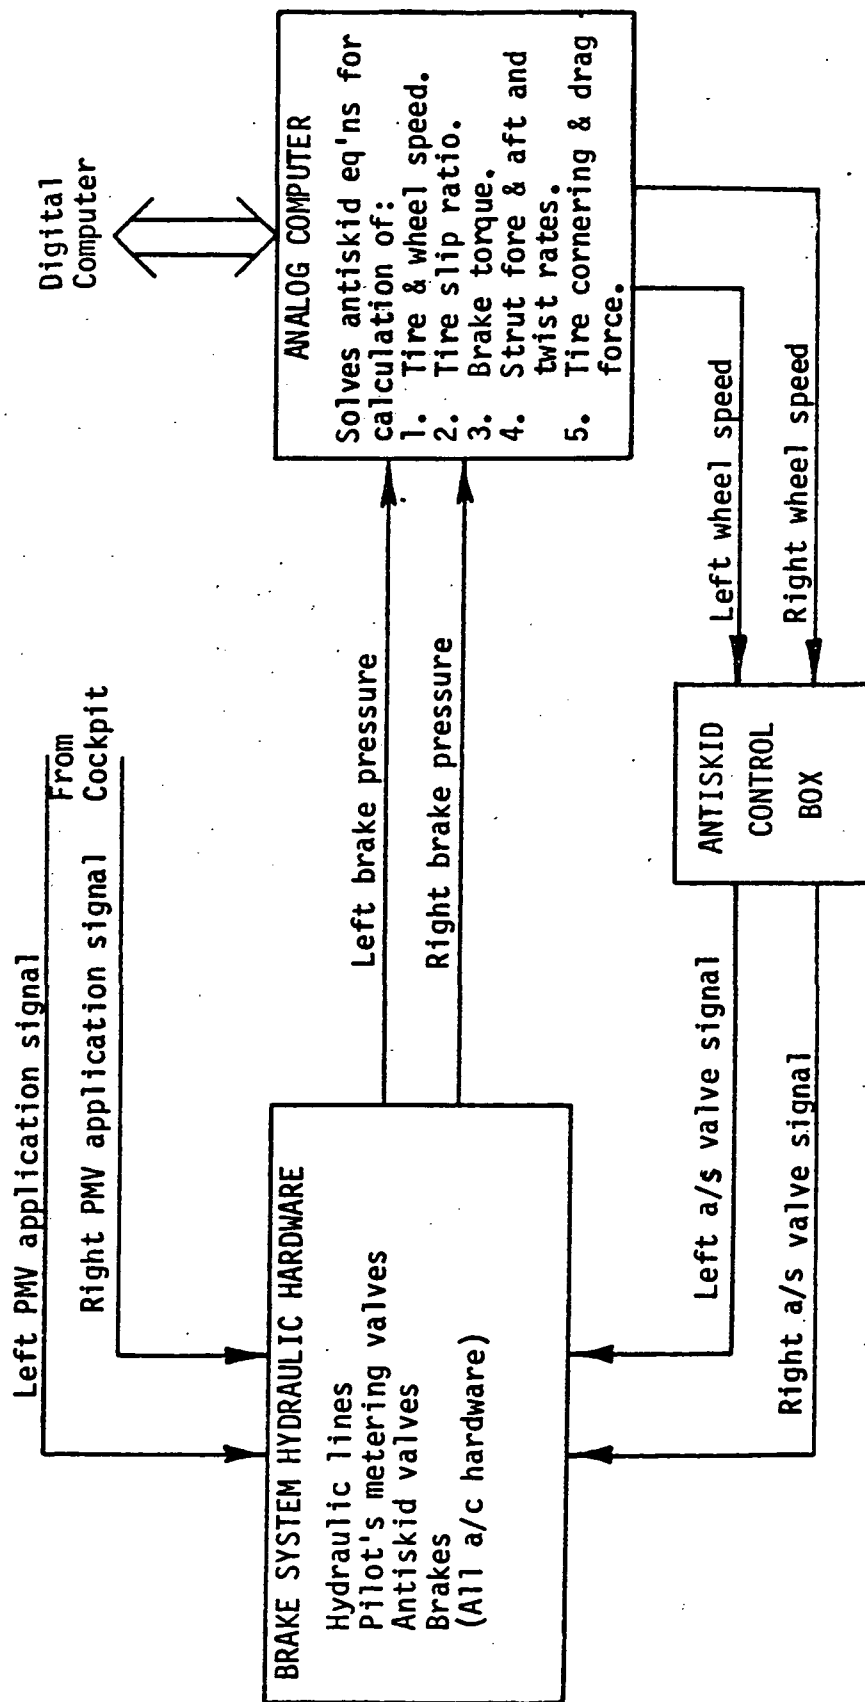 Left PMV application signal
From
Cockpit
Right PMV application signal
BRAKE SYSTEM HYDRAULIC HARDWARE
Hydraulic lines
Pilot's metering valves
Antiskid valves
Brakes
(All a/c hardware)
Left brake pressure
Right brake pressure
Digital
Computer
ANALOG COMPUTER
Solves antiskid eq'ns for
calculation of:
1. Tire & wheel speed.
2. Tire slip ratio.
3. Brake torque.
4. Strut fore & aft and
twist rates.
5. Tire cornering & drag
force.
Left wheel speed
Right wheel speed
ANTISKID
CONTROL
BOX
Left a/s valve signal
Right a/s valve signal